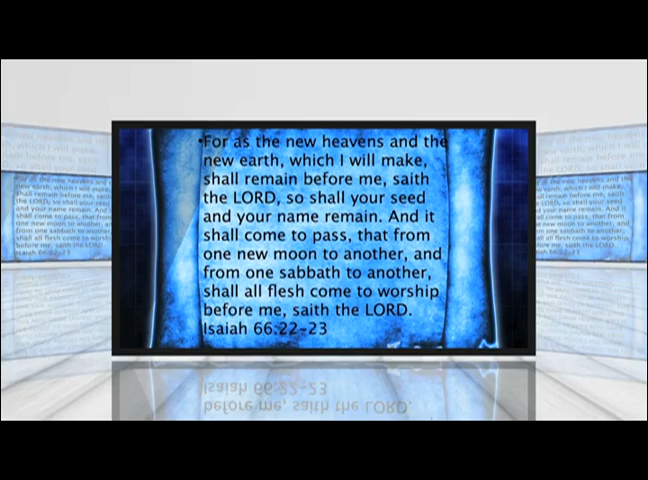 •For as the new heavens and the
new earth, which I will make,
shall remain before me, saith
the LORD, so shall your seed
and your name remain. And it
shall come to pass, that from
one new moon to another, and
from one sabbath to another,
shall all flesh come to worship
before me, saith the LORD.
Isaiah 66:22-23